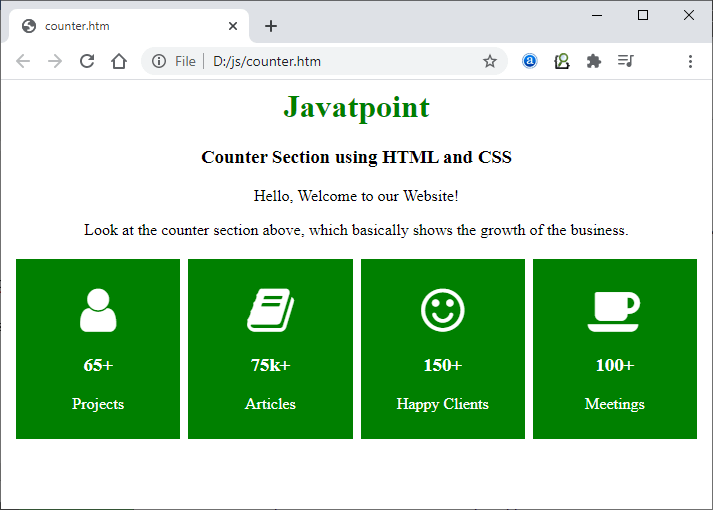 counter.htm
File D:/js/counter.htm
a
Javatpoint
Counter Section using HTML and CSS
Hello, Welcome to our Website!
Look at the counter section above, which basically shows the growth of the business.
65+ 75k+ 150+ 100+
Projects Articles Happy Clients Meetings